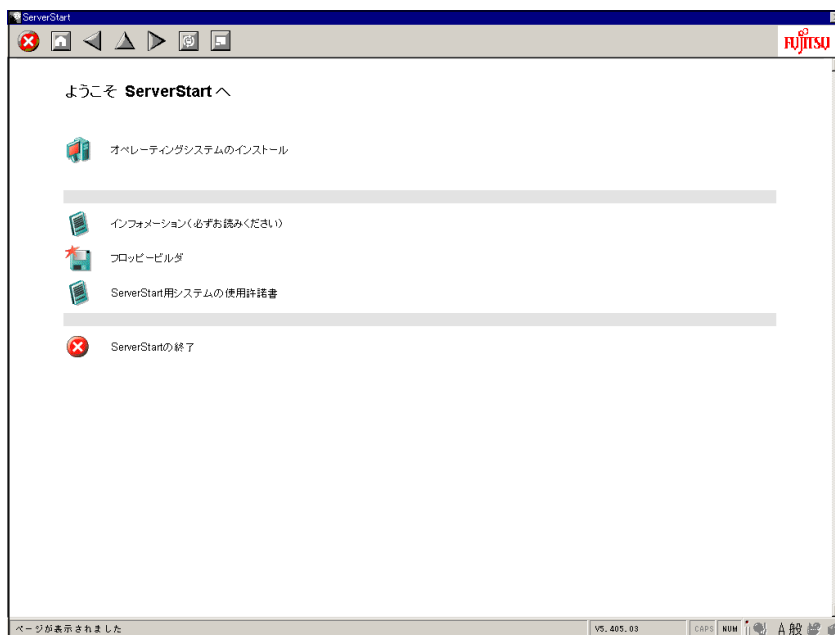 ServerStart
FUJITSU
ようこそ ServerStart へ
オペレーティングシステムのインストール
インフォメーション（必ずお読みください）
フロッピービルダ
ServerStart用システムの使用許諾書
ServerStartの終了
ページが表示されました
V5.405.03
CAPS
NUM
A 般